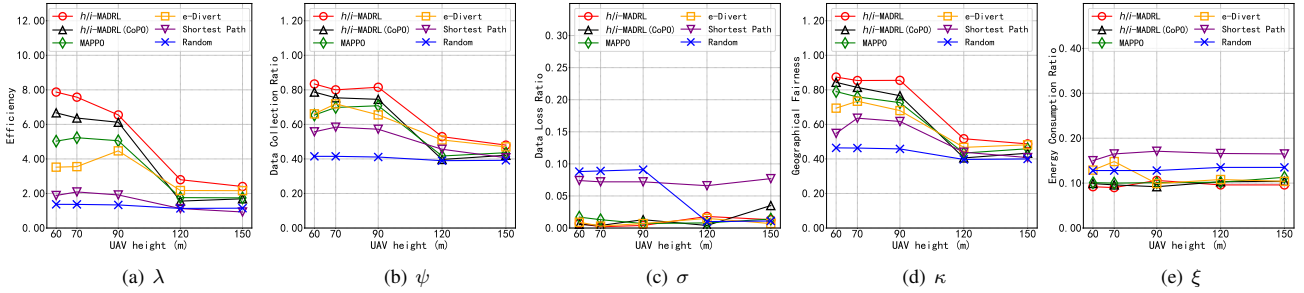 Efficiency
12.00
10.00
8.00
6.00
4.00
2.00
0.00
h/i-MADRL
h/i-MADRL(CoPO)
MAPPO
e-Divert
Shortest Path
Random
60 70 90 120 150
UAV height (m)
(a) λ
Data Collection Ratio
1.20
1.00
0.80
0.60
0.40
0.20
0.00
h/i-MADRL
h/i-MADRL(CoPO)
MAPPO
e-Divert
Shortest Path
Random
60 70 90 120 150
UAV height (m)
(b) ψ
Data Loss Ratio
0.35
0.30
0.25
0.20
0.15
0.10
0.05
0.00
h/i-MADRL
h/i-MADRL(CoPO)
MAPPO
e-Divert
Shortest Path
Random
60 70 90 120 150
UAV height (m)
(c) σ
Geographical Fairness
1.20
1.00
0.80
0.60
0.40
0.20
0.00
h/i-MADRL
h/i-MADRL(CoPO)
MAPPO
e-Divert
Shortest Path
Random
60 70 90 120 150
UAV height (m)
(d) κ
Energy Consumption Ratio
0.40
0.30
0.20
0.10
0.00
h/i-MADRL
h/i-MADRL(CoPO)
MAPPO
e-Divert
Shortest Path
Random
60 70 90 120 150
UAV height (m)
(e) ξ